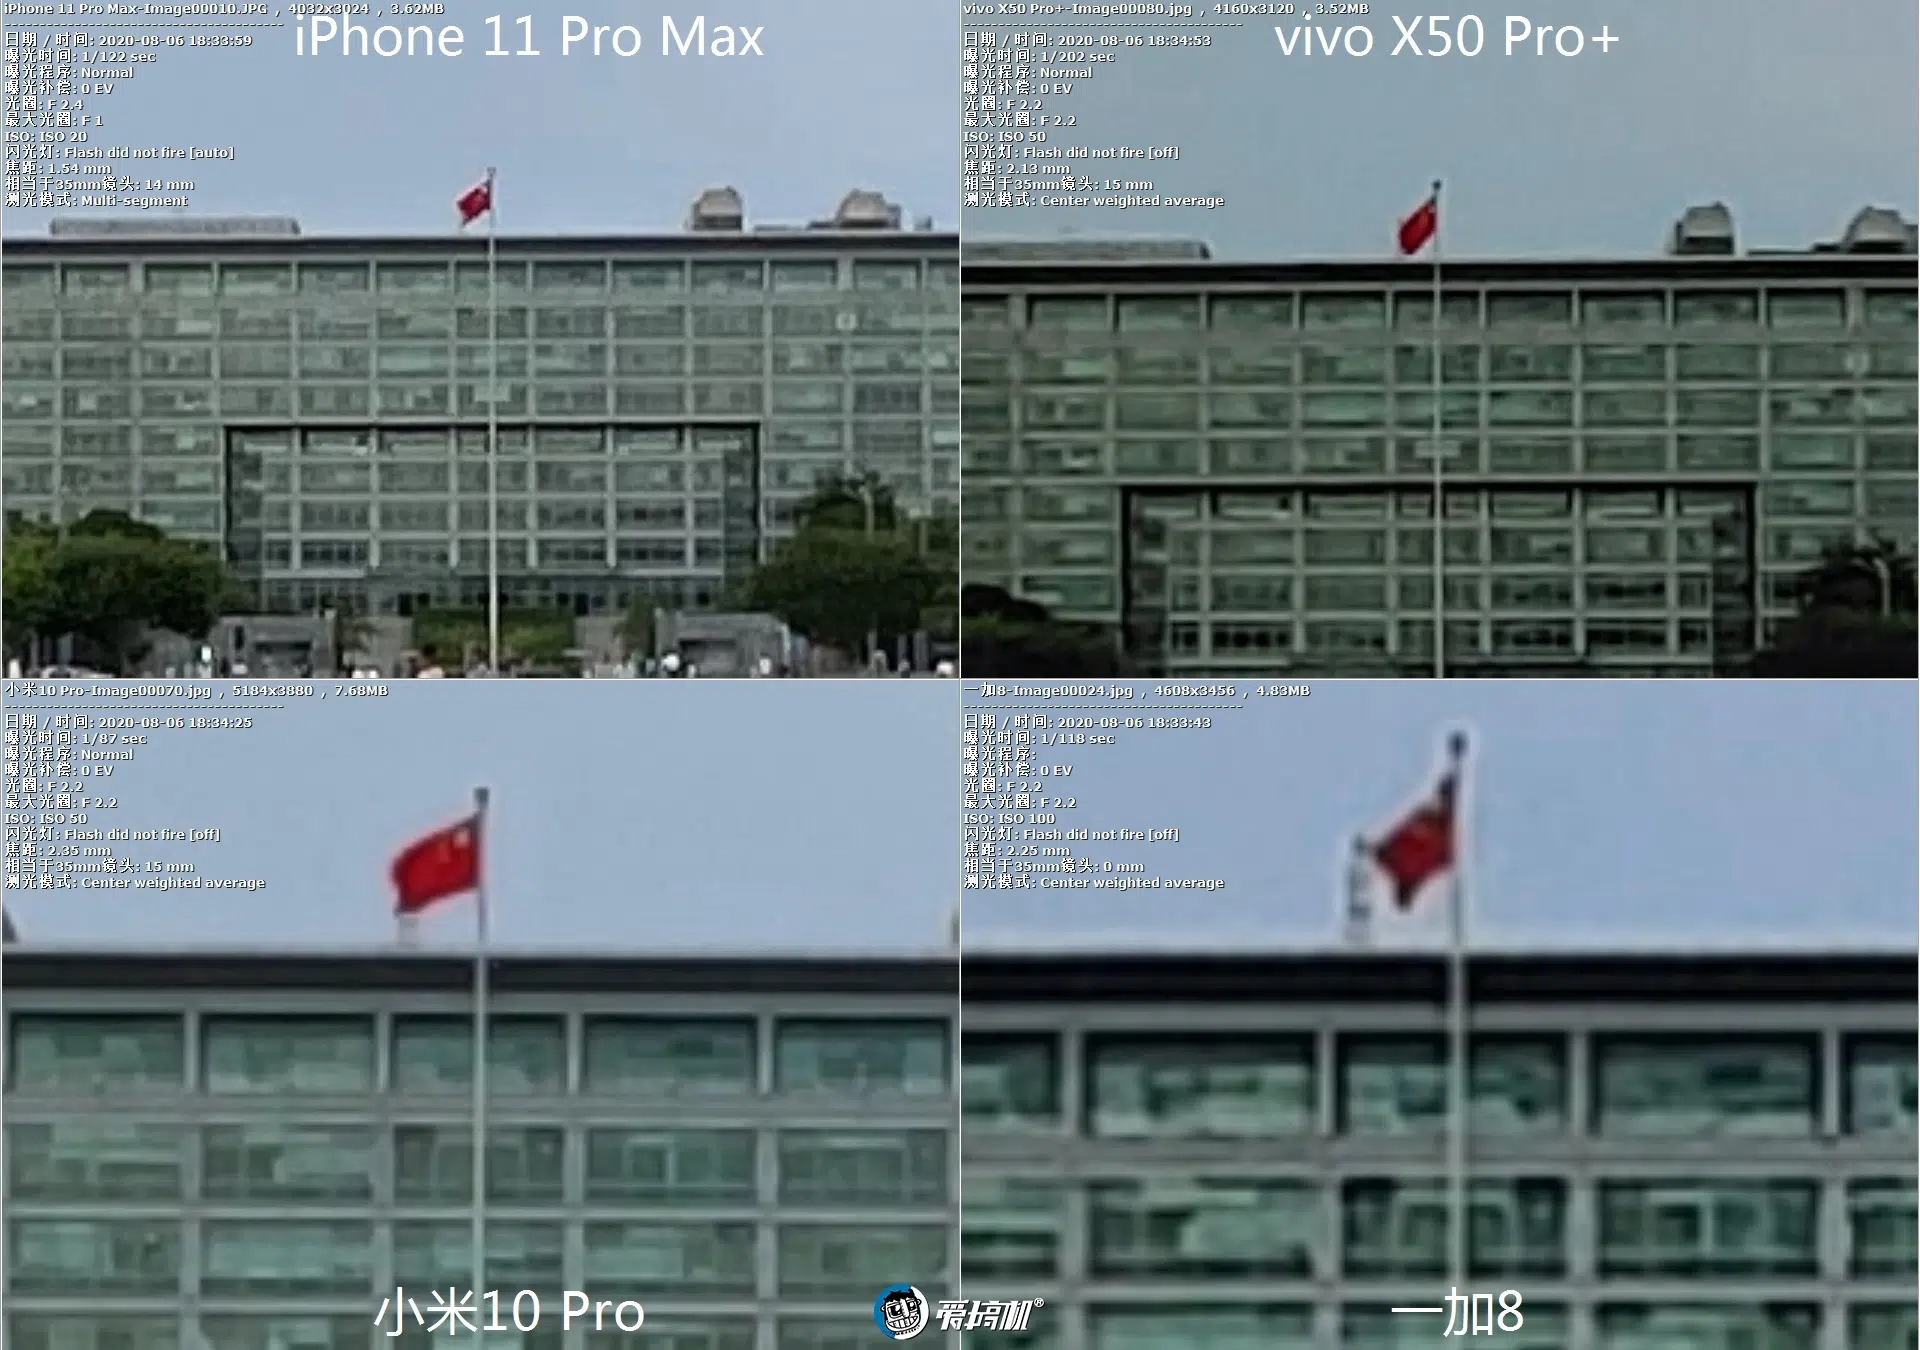 iPhone 11 Pro Max-Image00010.JPG , 4032x3024 , 3.62MB
----------------------------------------
日期 / 时间: 2020-08-06 18:33:59
曝光时间: 1/122 sec
曝光程序: Normal
曝光补偿: 0 EV
光圈: F 2.4
最大光圈: F 1
ISO: ISO 20
闪光灯: Flash did not fire [auto]
焦距: 1.54 mm
相当于35mm镜头: 14 mm
测光模式: Multi-segment
iPhone 11 Pro Max
vivo X50 Pro+-Image00080.jpg , 4160x3120 , 3.52MB
----------------------------------------
日期 / 时间: 2020-08-06 18:34:53
曝光时间: 1/202 sec
曝光程序: Normal
曝光补偿: 0 EV
光圈: F 2.2
最大光圈: F 2.2
ISO: ISO 50
闪光灯: Flash did not fire [off]
焦距: 2.13 mm
相当于35mm镜头: 15 mm
测光模式: Center weighted average
vivo X50 Pro+
小米10 Pro-Image00070.jpg , 5184x3880 , 7.68MB
----------------------------------------
日期 / 时间: 2020-08-06 18:34:25
曝光时间: 1/87 sec
曝光程序: Normal
曝光补偿: 0 EV
光圈: F 2.2
最大光圈: F 2.2
ISO: ISO 50
闪光灯: Flash did not fire [off]
焦距: 2.35 mm
相当于35mm镜头: 15 mm
测光模式: Center weighted average
小米10 Pro
一加8-Image00024.jpg , 4608x3456 , 4.83MB
----------------------------------------
日期 / 时间: 2020-08-06 18:33:43
曝光时间: 1/118 sec
曝光程序:
曝光补偿: 0 EV
光圈: F 2.2
最大光圈: F 2.2
ISO: ISO 100
闪光灯: Flash did not fire [off]
焦距: 2.25 mm
相当于35mm镜头: 0 mm
测光模式: Center weighted average
一加8
爱搞机®